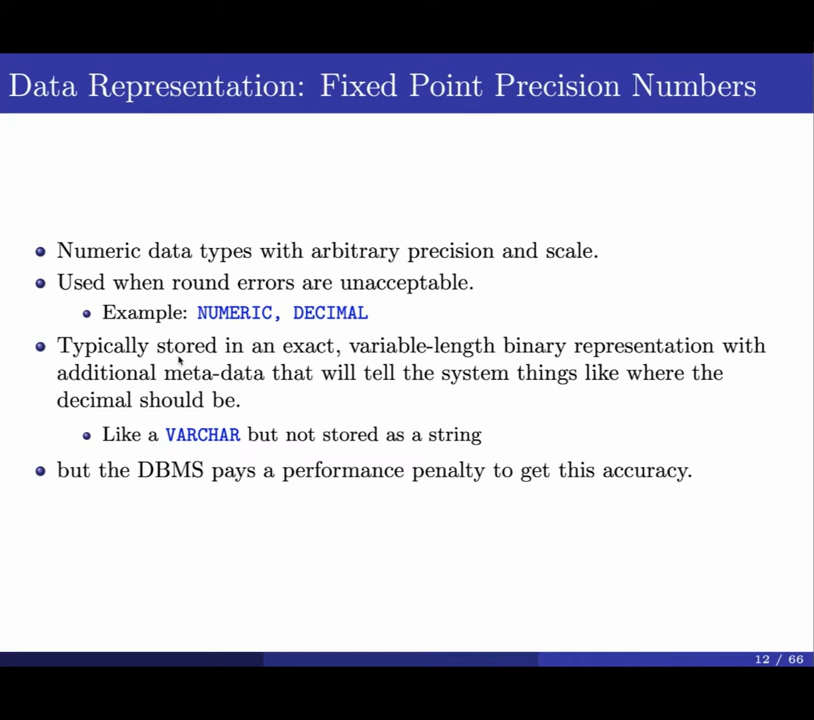 Data Representation: Fixed Point Precision Numbers
Numeric data types with arbitrary precision and scale.
Used when round errors are unacceptable.
Example: NUMERIC, DECIMAL
Typically stored in an exact, variable-length binary representation with
additional meta-data that will tell the system things like where the
decimal should be.
Like a VARCHAR but not stored as a string
but the DBMS pays a performance penalty to get this accuracy.
12 / 66